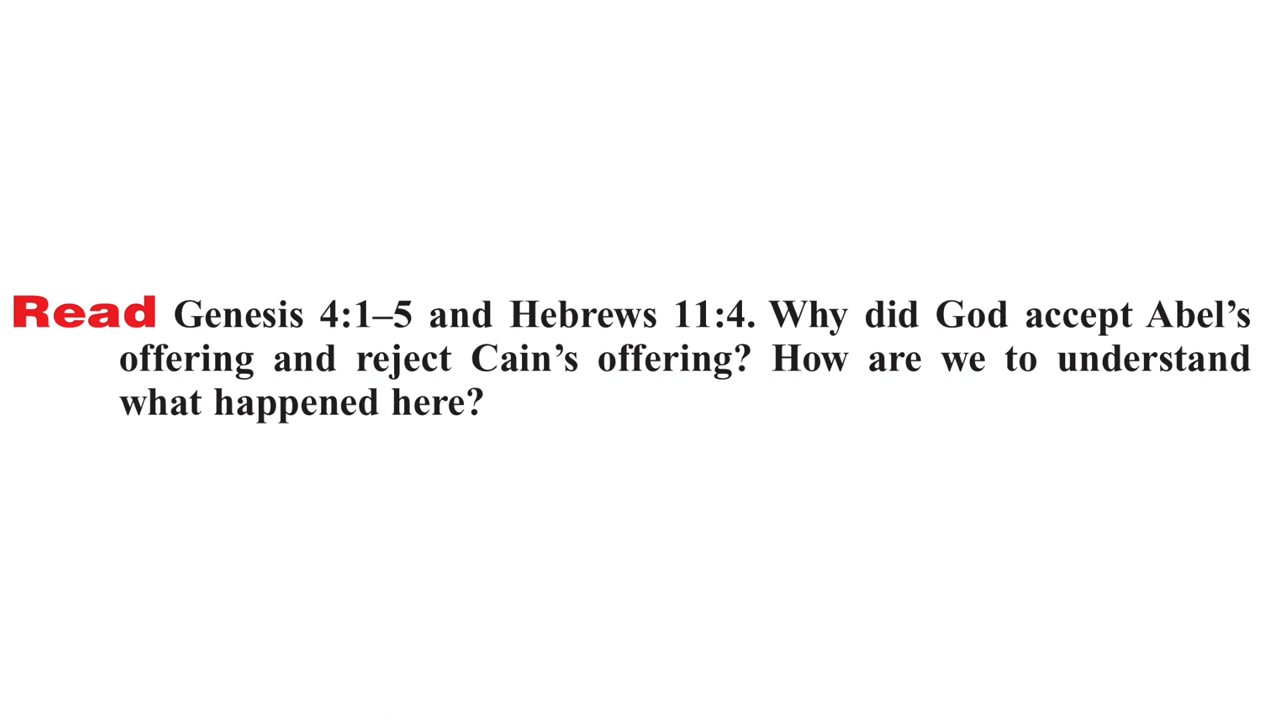 Read Genesis 4:1–5 and Hebrews 11:4. Why did God accept Abel’s
offering and reject Cain’s offering? How are we to understand
what happened here?